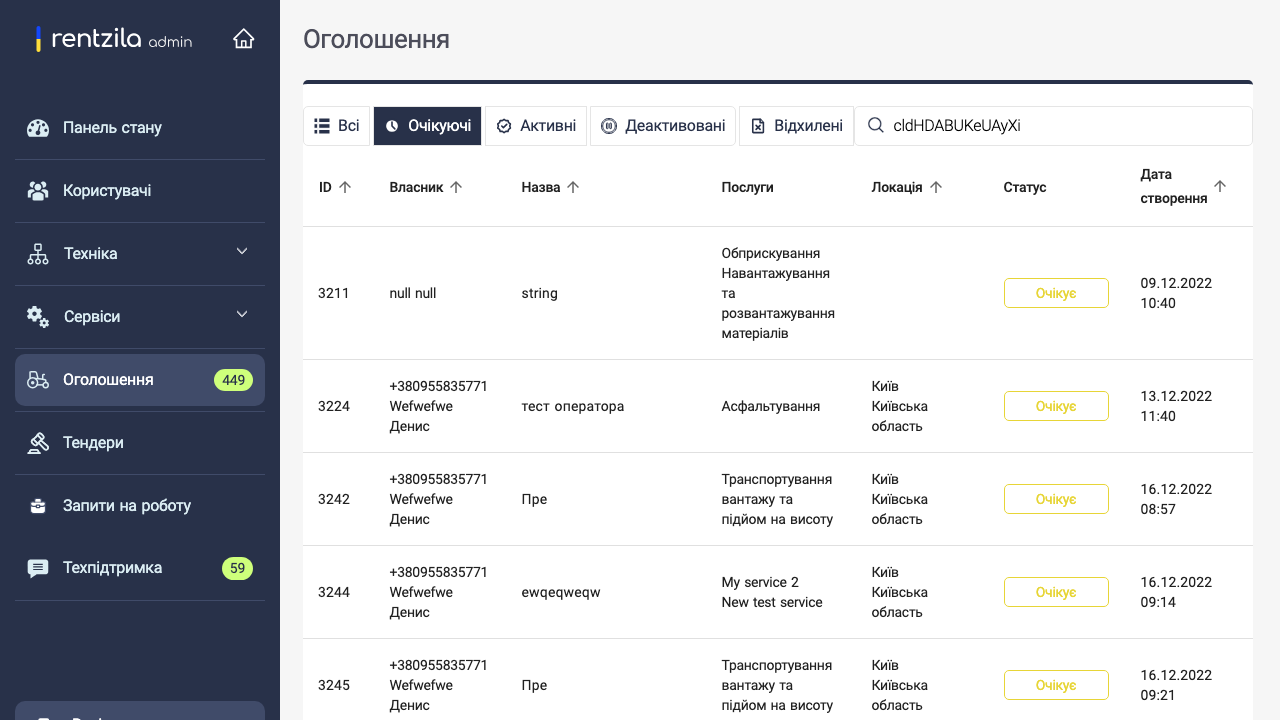 rentzila admin
Панель стану
Користувачі
Техніка
Сервіси
Оголошення 449
Тендери
Запити на роботу
Техпідтримка 59
Оголошення
Всі Очікуючі Активні Деактивовані Відхилені cldHDABUKeUAyXi
ID Власник Назва Послуги Локація Статус Дата створення
3211 null null string Обприскування Навантажування та розвантажування матеріалів Очікує 09.12.2022 10:40
3224 +380955835771 Wefwefwe Денис тест оператора Асфальтування Київ Київська область Очікує 13.12.2022 11:40
3242 +380955835771 Wefwefwe Денис Пре Транспортування вантажу та підйом на висоту Київ Київська область Очікує 16.12.2022 08:57
3244 +380955835771 Wefwefwe Денис ewqeqweqw My service 2 New test service Київ Київська область Очікує 16.12.2022 09:14
3245 +380955835771 Wefwefwe Денис Пре Транспортування вантажу та підйом на висоту Київ Київська область Очікує 16.12.2022 09:21